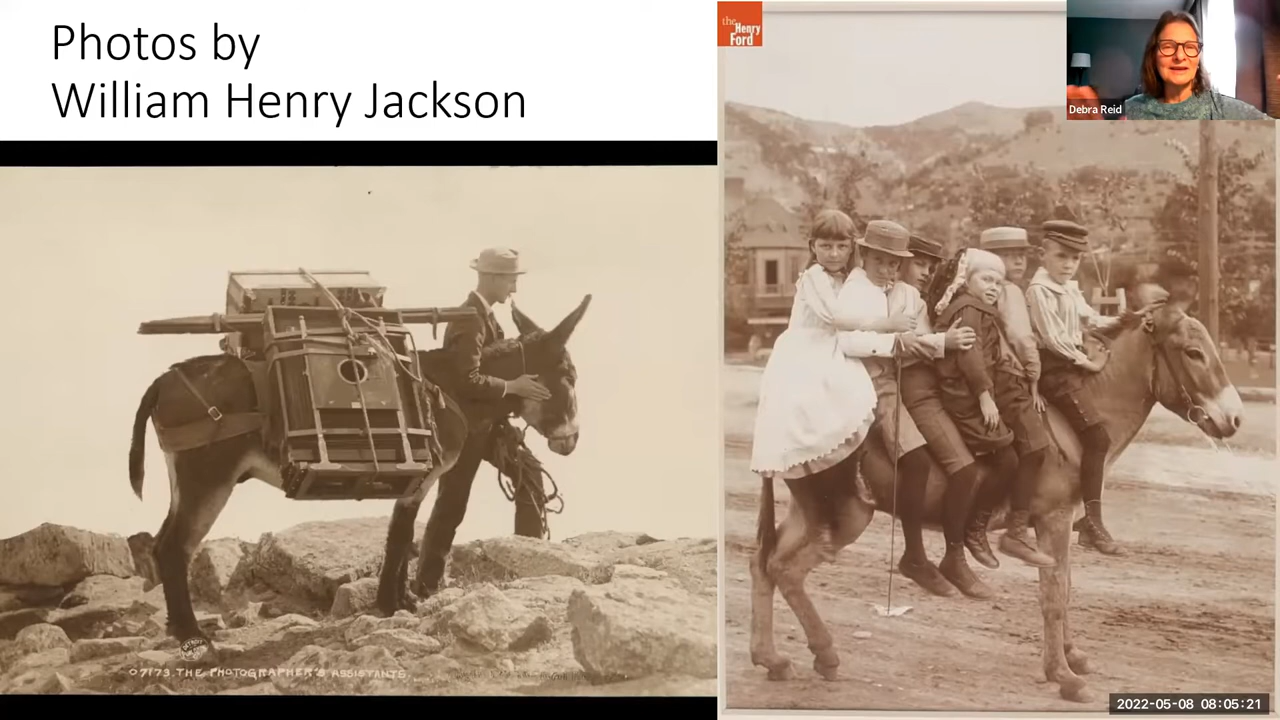 Photos by
William Henry Jackson
the
Henry
Ford
Debra Reid
07173. THE PHOTOGRAPHER'S ASSISTANTS.
2022-05-08 08:05:21